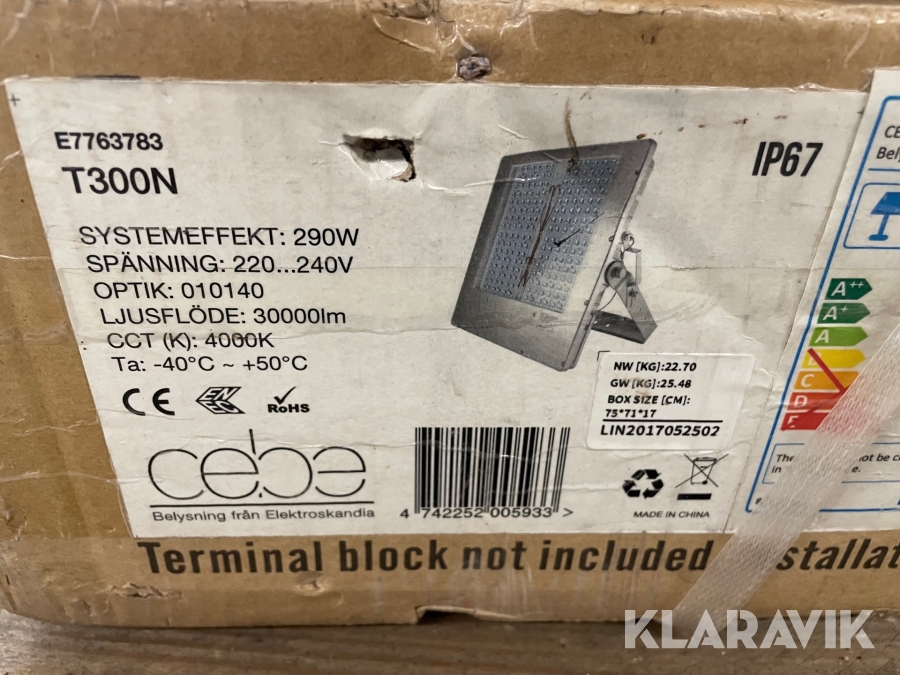 E7763783
T300N
IP67
SYSTEMEFFEKT: 290W
SPÄNNING: 220...240V
OPTIK: 010140
LJUSFLÖDE: 30000lm
CCT (K): 4000K
Ta: -40°C ~ +50°C
CE
ENEC
RoHS
cebe
Belysning från Elektroskandia
4 742252 005933 >
NW [KG]:22.70
GW [KG]:25.48
BOX SIZE [CM]:
75*71*17
LIN2017052502
MADE IN CHINA
A++
A+
A
C
D
E
Terminal block not included
KLARAVIK